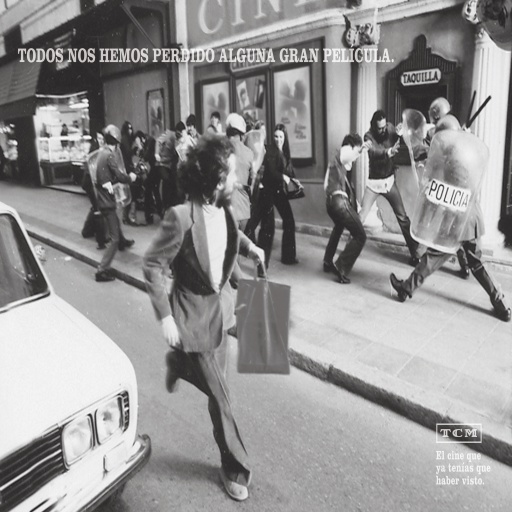 CINE
TODOS NOS HEMOS PERDIDO ALGUNA GRAN PELICULA.
TAQUILLA
POLICIA
TCM
El cine que
ya tenías que
haber visto.